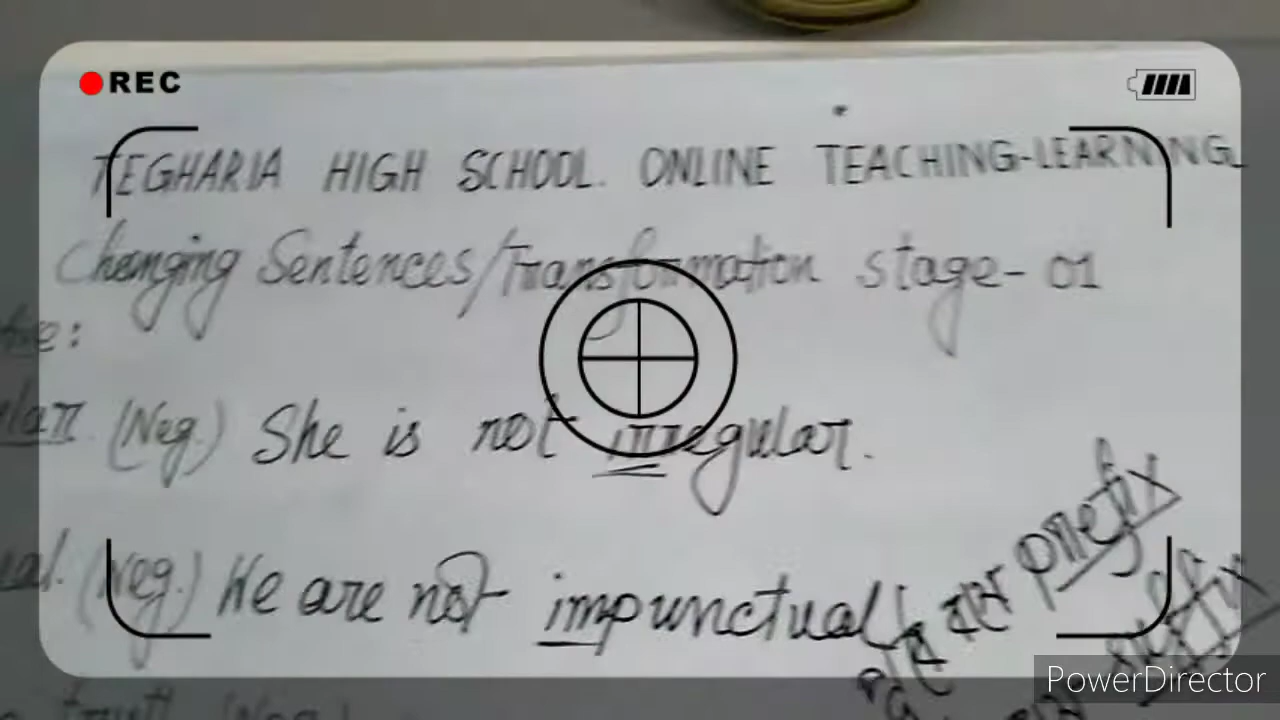 REC
TEGHARIA HIGH SCHOOL. ONLINE TEACHING-LEARNING
Changing Sentences/Transformation stage-01
(Neg.) She is not irregular.
(Neg.) We are not impunctual
prefix
suffix
PowerDirector